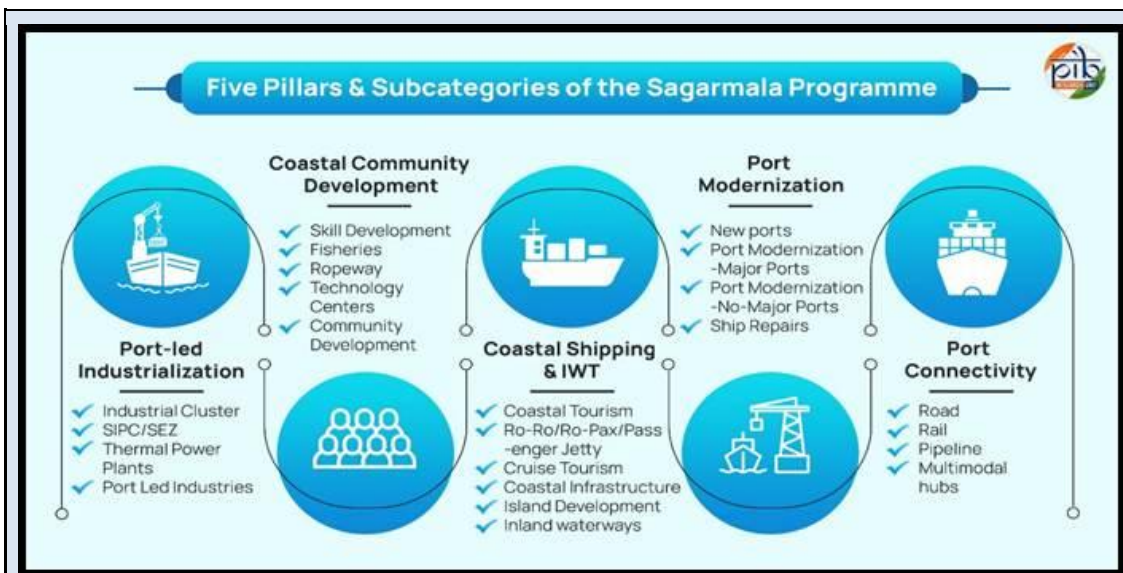 Five Pillars & Subcategories of the Sagarmala Programme
pib
Port-led
Industrialization
Industrial Cluster
SIPC/SEZ
Thermal Power
Plants
Port Led Industries
Coastal Community
Development
Skill Development
Fisheries
Ropeway
Technology
Centers
Community
Development
Coastal Shipping
& IWT
Coastal Tourism
Ro-Ro/Ro-Pax/Pass
-enger Jetty
Cruise Tourism
Coastal Infrastructure
Island Development
Inland waterways
Port
Modernization
New ports
Port Modernization
-Major Ports
Port Modernization
-No-Major Ports
Ship Repairs
Port
Connectivity
Road
Rail
Pipeline
Multimodal
hubs